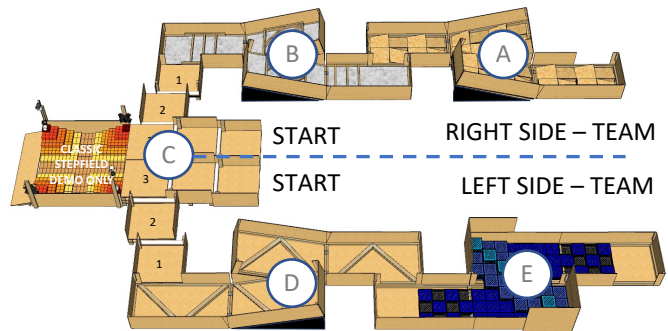 B
A
1
2
START
RIGHT SIDE – TEAM
CLASSIC
STEPFIELD
DEMO ONLY
C
3
START
LEFT SIDE – TEAM
2
1
D
E